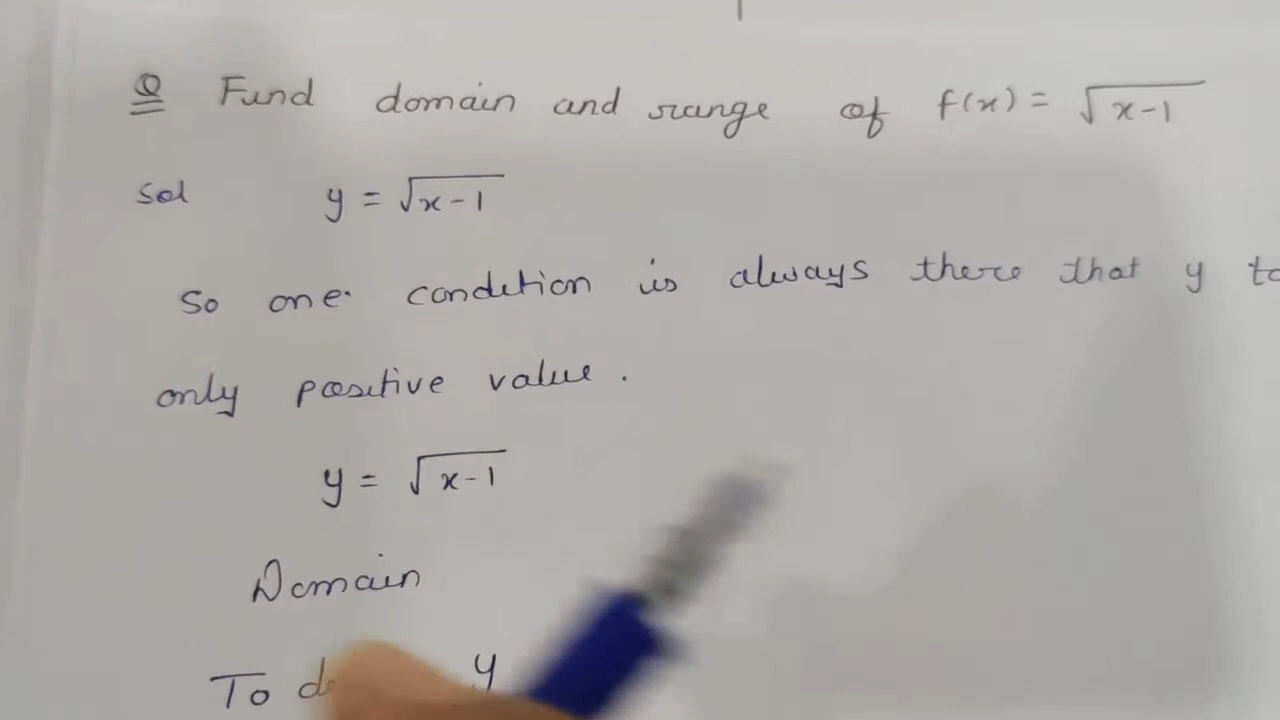 Q Find domain and range of f(x) = √x-1
Sol y = √x-1
So one condition is always there that y
only positive value.
y = √x-1
Domain
To y